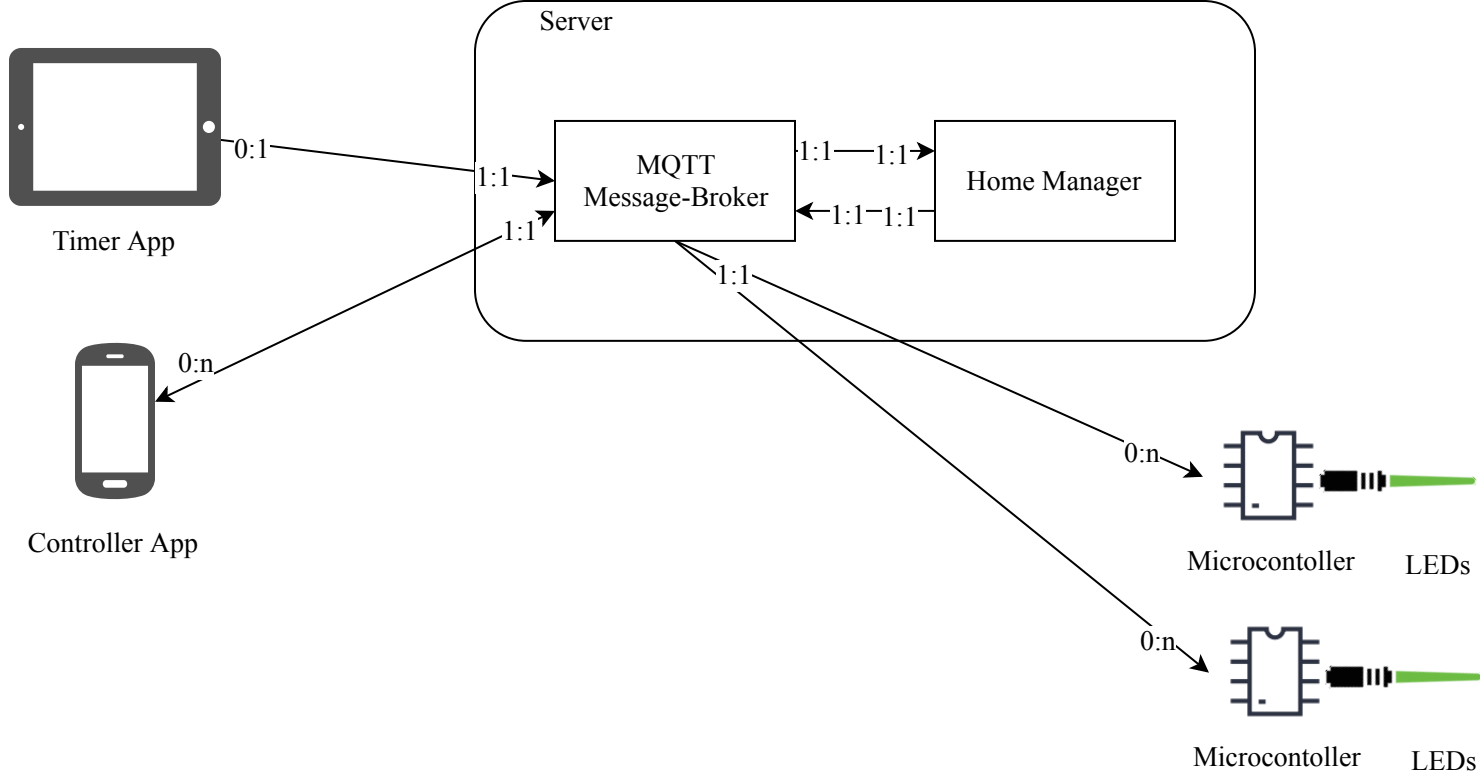 Server
0:1
1:1
MQTT
Message-Broker
1:1
1:1
Home Manager
1:1
1:1
1:1
Timer App
1:1
0:n
Controller App
0:n
Microcontoller
LEDs
0:n
Microcontoller
LEDs